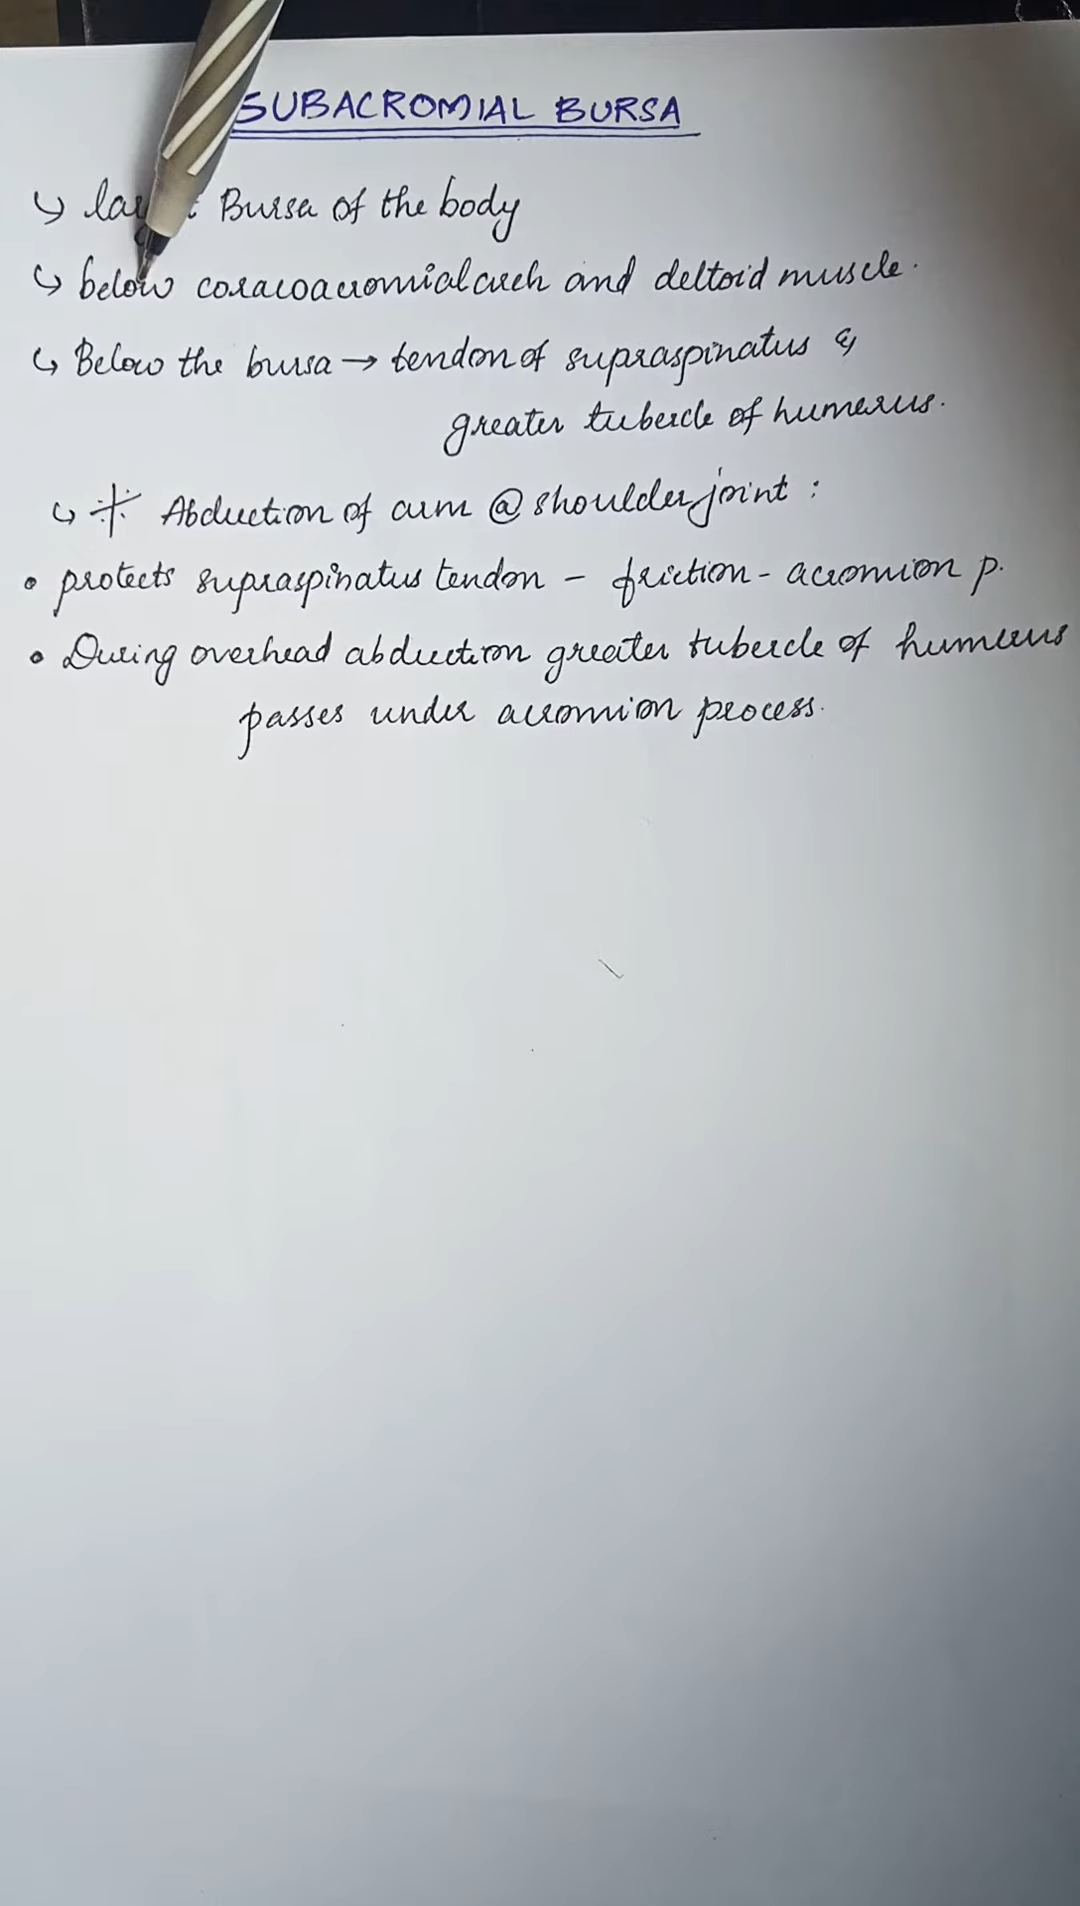 SUBACROMIAL BURSA
↳ Bursa of the body
↳ below coracoacromial arch and deltoid muscle.
↳ Below the bursa → tendon of supraspinatus &
greater tubercle of humerus.
↳ * Abduction of arm @ shoulder joint :
• protects supraspinatus tendon - friction - acromion p.
• During overhead abduction greater tubercle of humerus
passes under acromion process.